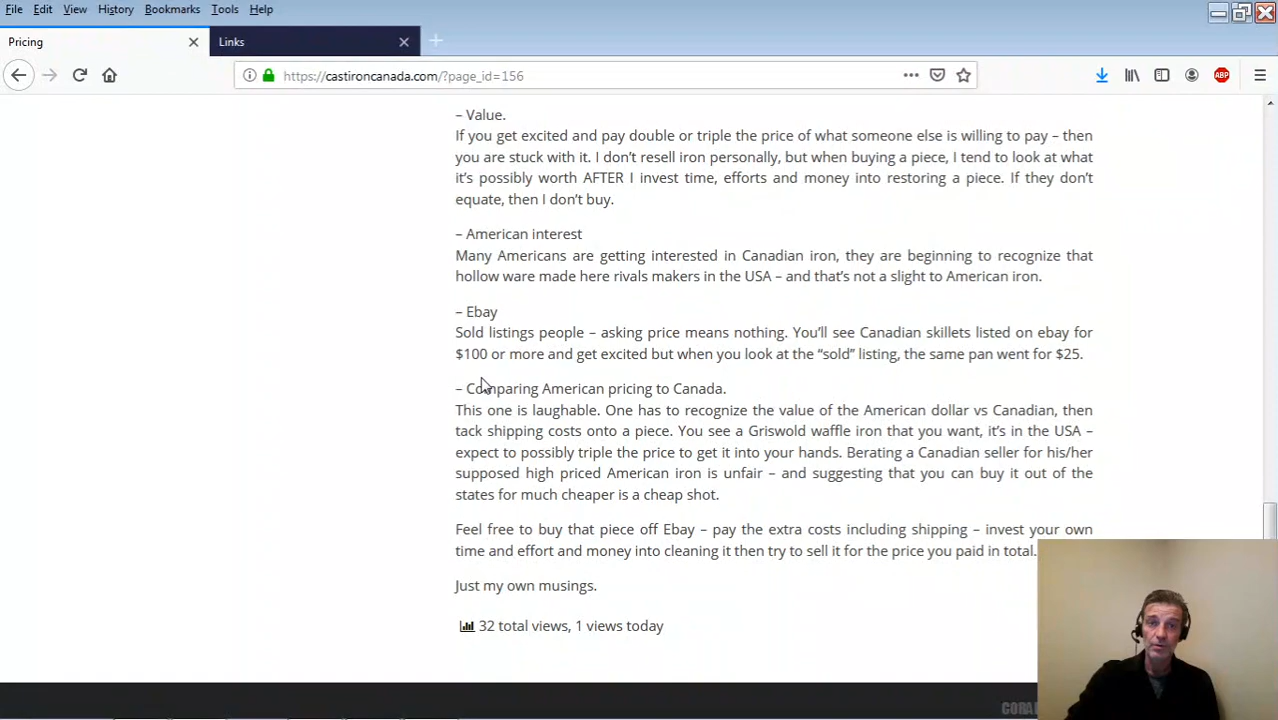 File Edit View History Bookmarks Tools Help
Pricing Links
https://castironcanada.com/?page_id=156 ABP
– Value.
If you get excited and pay double or triple the price of what someone else is willing to pay – then
you are stuck with it. I don't resell iron personally, but when buying a piece, I tend to look at what
it's possibly worth AFTER I invest time, efforts and money into restoring a piece. If they don't
equate, then I don't buy.
– American interest
Many Americans are getting interested in Canadian iron, they are beginning to recognize that
hollow ware made here rivals makers in the USA – and that's not a slight to American iron.
– Ebay
Sold listings people – asking price means nothing. You'll see Canadian skillets listed on ebay for
$100 or more and get excited but when you look at the “sold” listing, the same pan went for $25.
– Comparing American pricing to Canada.
This one is laughable. One has to recognize the value of the American dollar vs Canadian, then
tack shipping costs onto a piece. You see a Griswold waffle iron that you want, it's in the USA –
expect to possibly triple the price to get it into your hands. Berating a Canadian seller for his/her
supposed high priced American iron is unfair – and suggesting that you can buy it out of the
states for much cheaper is a cheap shot.
Feel free to buy that piece off Ebay – pay the extra costs including shipping – invest your own
time and effort and money into cleaning it then try to sell it for the price you paid in total.
Just my own musings.
32 total views, 1 views today